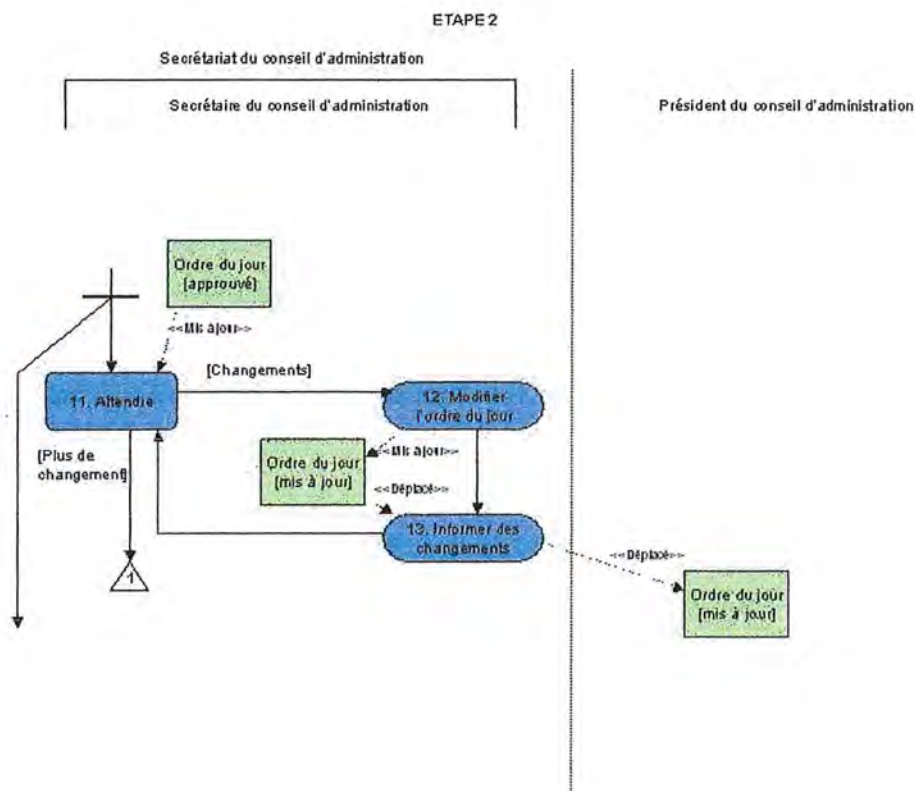 ETAPE 2
Secrétariat du conseil d'administration
Secrétaire du conseil d'administration
Président du conseil d'administration
Ordre du jour
[approuvé]
<<Mis à jour>>
[Changements]
11. Attendre
12. Modifier
l'ordre du jour
[Plus de
changement]
<<Mis à jour>>
Ordre du jour
[mis à jour]
<<Déplacé>>
13. Informer des
changements
<<Déplacé>>
1
Ordre du jour
[mis à jour]